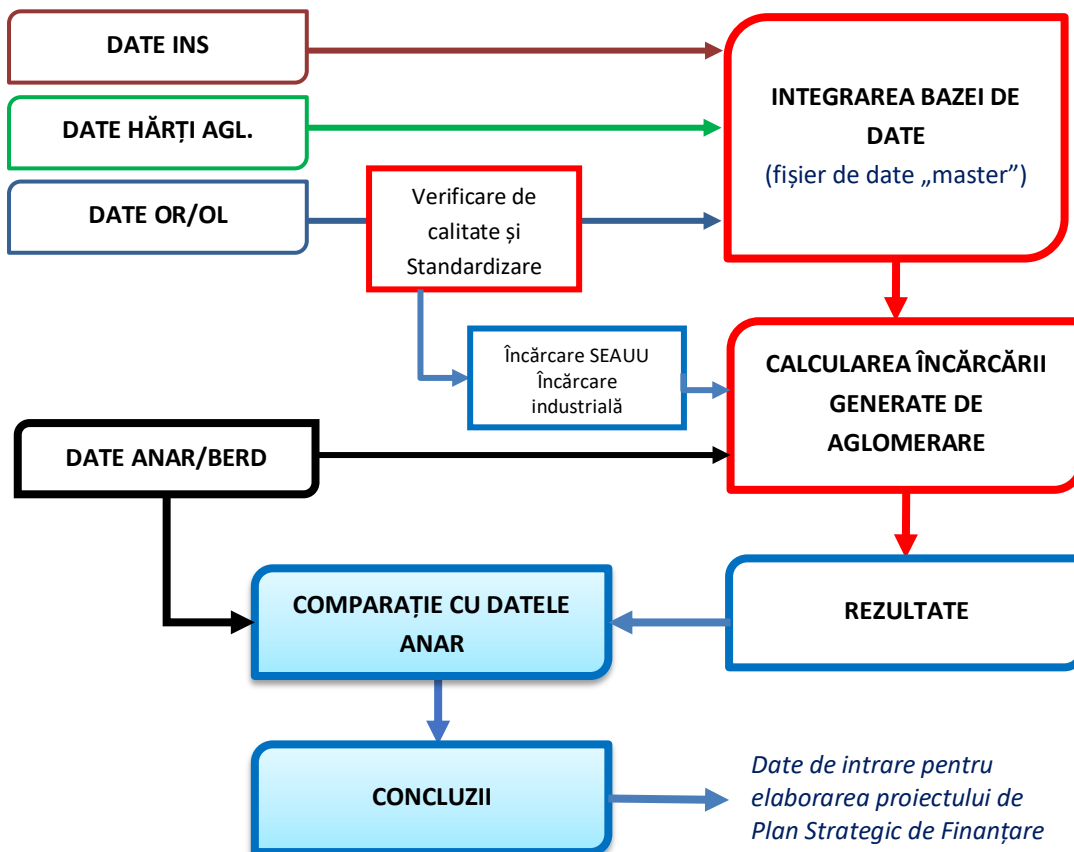 DATE INS
DATE HĂRȚI AGL.
DATE OR/OL
Verificare de
calitate și
Standardizare
INTEGRAREA BAZEI DE
DATE
(fișier de date „master”)
Încărcare SEAUU
Încărcare
industrială
CALCULAREA ÎNCĂRCĂRII
GENERATE DE
AGLOMERARE
DATE ANAR/BERD
COMPARAȚIE CU DATELE
ANAR
REZULTATE
CONCLUZII
Date de intrare pentru
elaborarea proiectului de
Plan Strategic de Finanțare